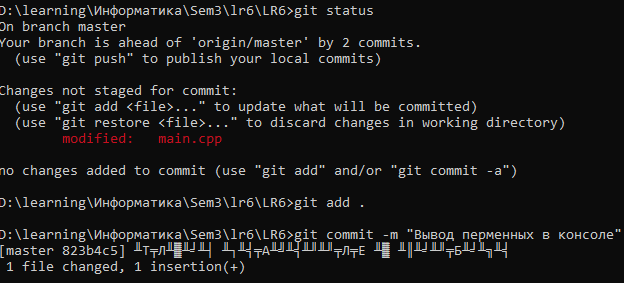 D:\learning\Информатика\Sem3\lr6\LR6>git status
On branch master
Your branch is ahead of 'origin/master' by 2 commits.
  (use "git push" to publish your local commits)

Changes not staged for commit:
  (use "git add <file>..." to update what will be committed)
  (use "git restore <file>..." to discard changes in working directory)
        modified:   main.cpp

no changes added to commit (use "git add" and/or "git commit -a")

D:\learning\Информатика\Sem3\lr6\LR6>git add .

D:\learning\Информатика\Sem3\lr6\LR6>git commit -m "Вывод перменных в консоле"
[master 823b4c5]
 1 file changed, 1 insertion(+)